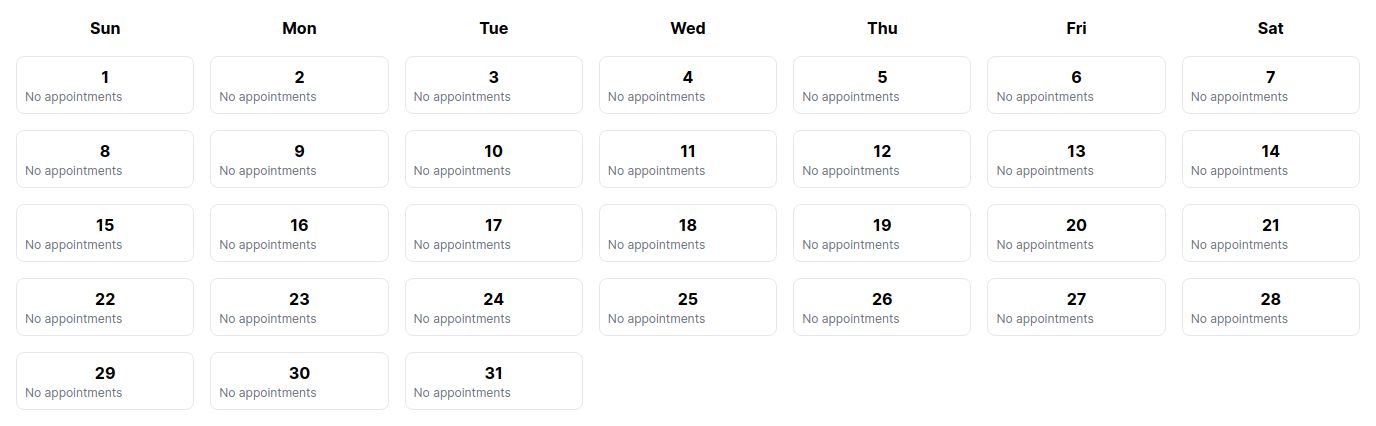 Sun Mon Tue Wed Thu Fri Sat
1 2 3 4 5 6 7
No appointments No appointments No appointments No appointments No appointments No appointments No appointments
8 9 10 11 12 13 14
No appointments No appointments No appointments No appointments No appointments No appointments No appointments
15 16 17 18 19 20 21
No appointments No appointments No appointments No appointments No appointments No appointments No appointments
22 23 24 25 26 27 28
No appointments No appointments No appointments No appointments No appointments No appointments No appointments
29 30 31
No appointments No appointments No appointments